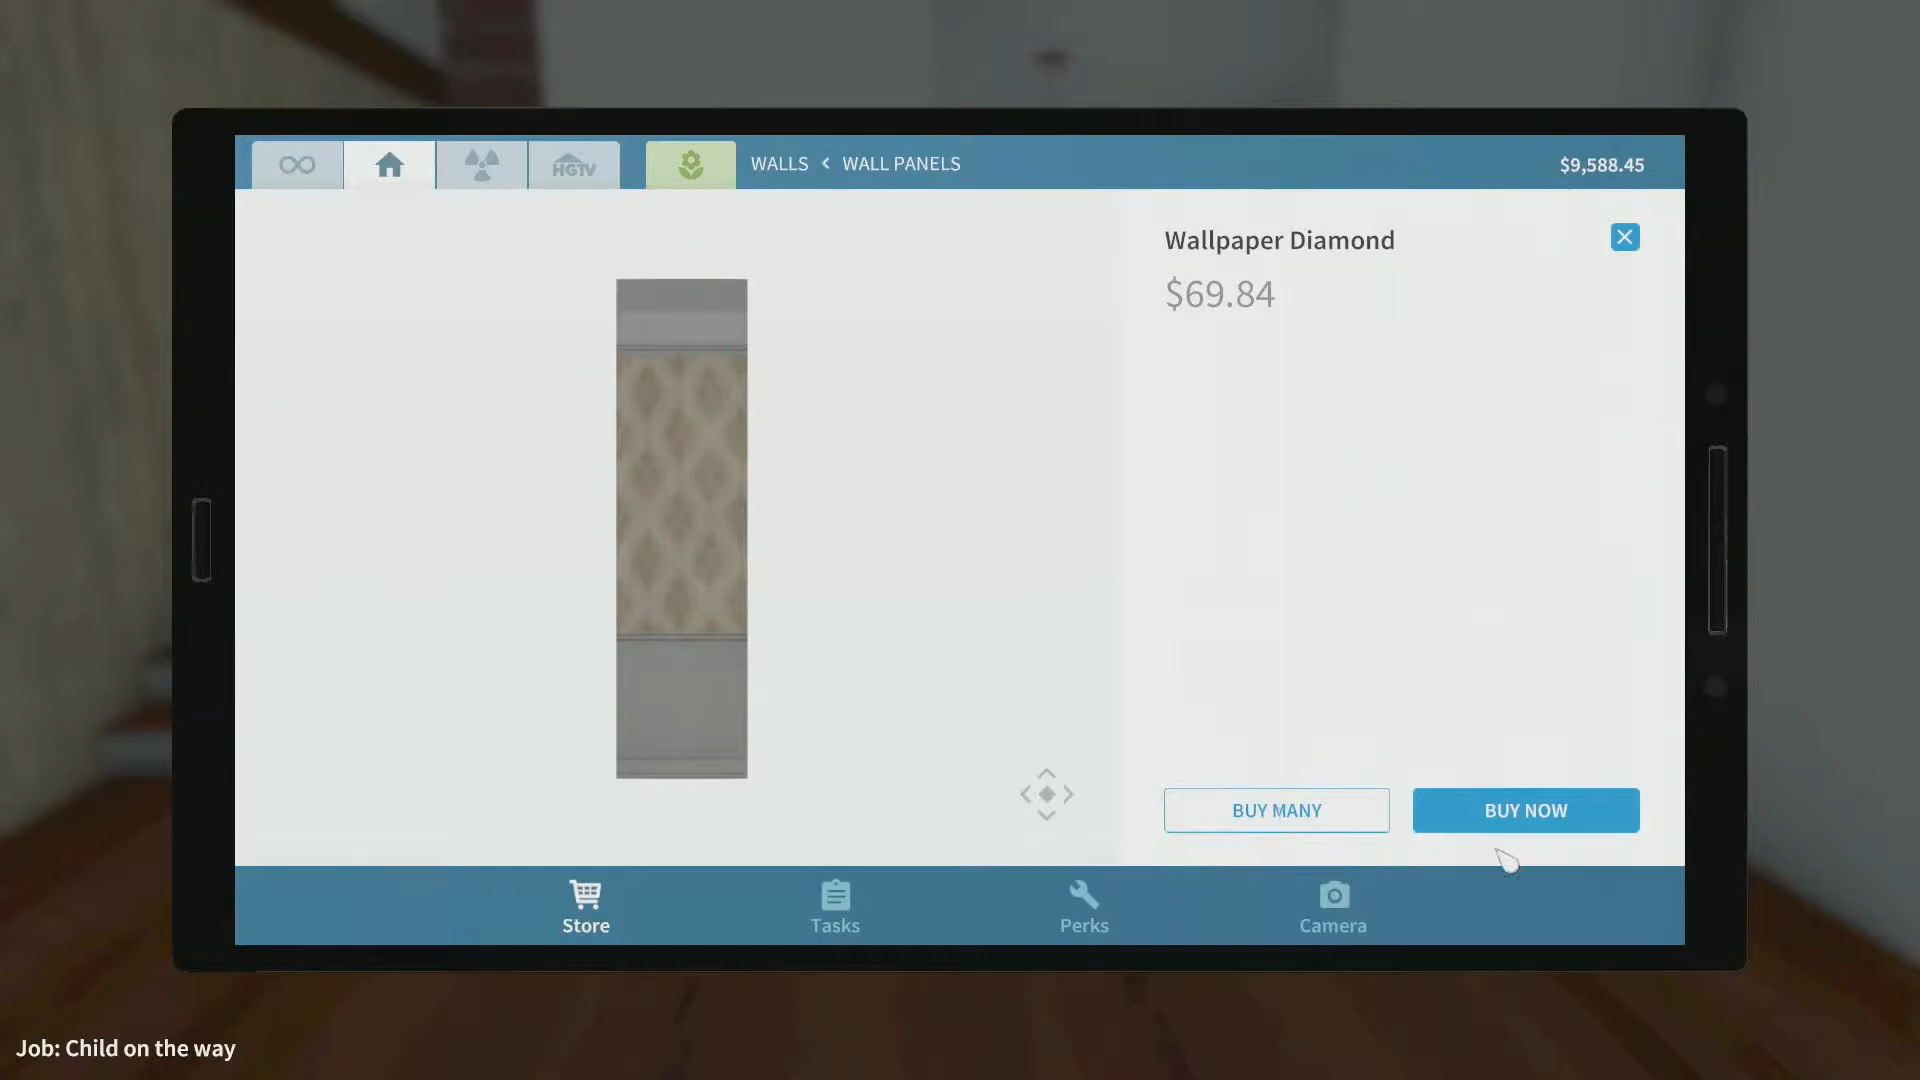 HGTV
WALLS < WALL PANELS
$9,588.45
Wallpaper Diamond
$69.84
BUY MANY
BUY NOW
Store
Tasks
Perks
Camera
Job: Child on the way